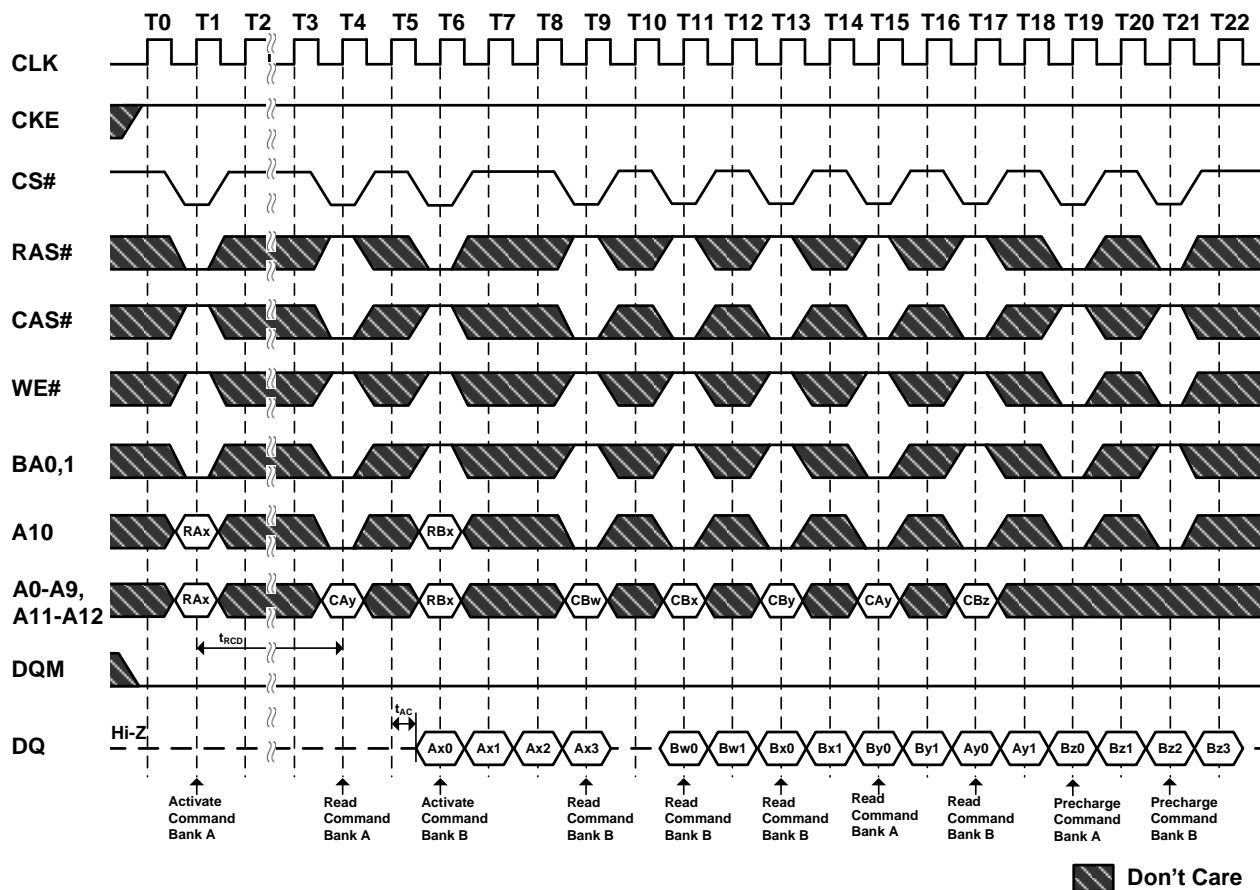 T0 T1 T2 T3 T4 T5 T6 T7 T8 T9 T10 T11 T12 T13 T14 T15 T16 T17 T18 T19 T20 T21 T22
CLK
CKE
CS#
RAS#
CAS#
WE#
BA0,1
A10
RAx RBx
A0-A9,
A11-A12
RAx CAy RBx CBw CBx CBy CAy CBz
tRCD
DQM
tAC
Hi-Z
DQ
Ax0 Ax1 Ax2 Ax3 Bw0 Bw1 Bx0 Bx1 By0 By1 Ay0 Ay1 Bz0 Bz1 Bz2 Bz3
Activate
Command
Bank A
Read
Command
Bank A
Activate
Command
Bank B
Read
Command
Bank B
Read
Command
Bank B
Read
Command
Bank B
Read
Command
Bank A
Read
Command
Bank B
Precharge
Command
Bank A
Precharge
Command
Bank B
Don't Care